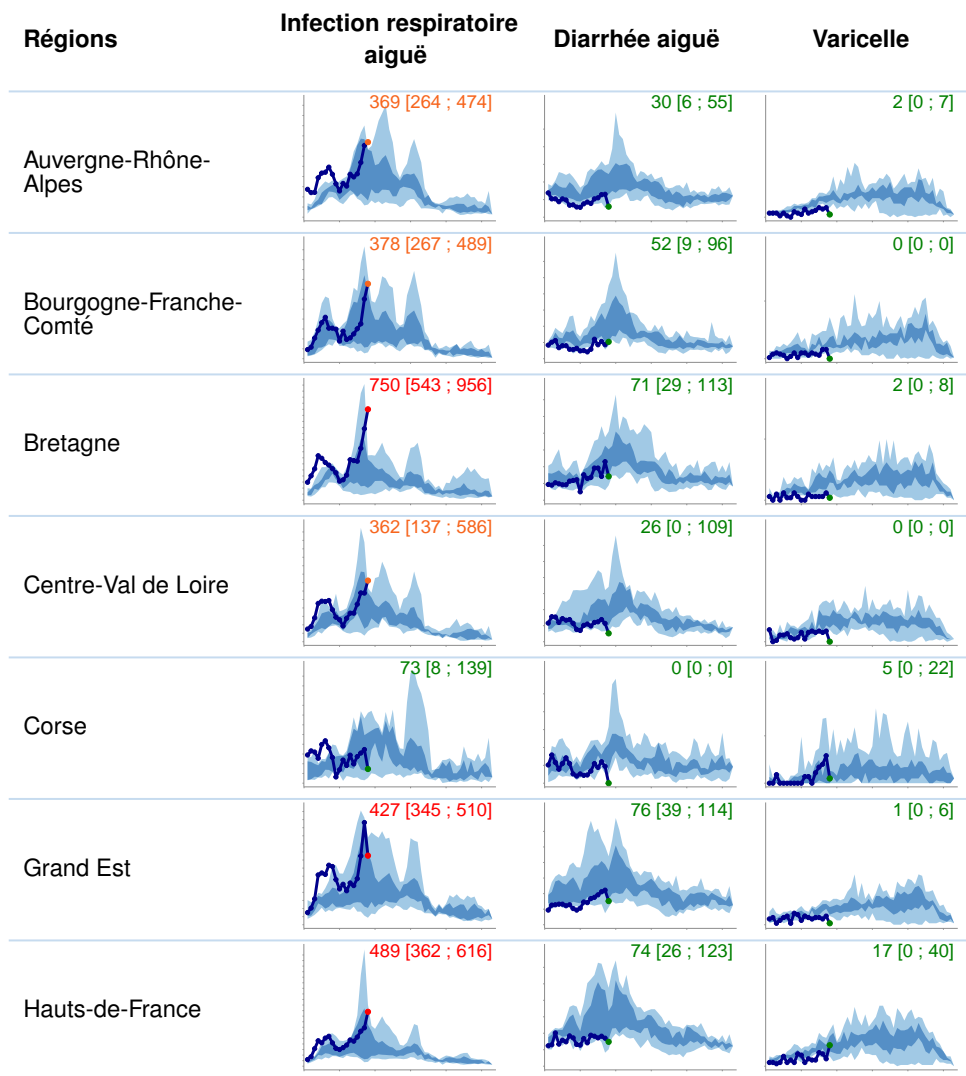 Régions
Infection respiratoire
aiguë
Diarrhée aiguë
Varicelle
Auvergne-Rhône-
Alpes
369 [264 ; 474]
30 [6 ; 55]
2 [0 ; 7]
Bourgogne-Franche-
Comté
378 [267 ; 489]
52 [9 ; 96]
0 [0 ; 0]
Bretagne
750 [543 ; 956]
71 [29 ; 113]
2 [0 ; 8]
Centre-Val de Loire
362 [137 ; 586]
26 [0 ; 109]
0 [0 ; 0]
Corse
73 [8 ; 139]
0 [0 ; 0]
5 [0 ; 22]
Grand Est
427 [345 ; 510]
76 [39 ; 114]
1 [0 ; 6]
Hauts-de-France
489 [362 ; 616]
74 [26 ; 123]
17 [0 ; 40]